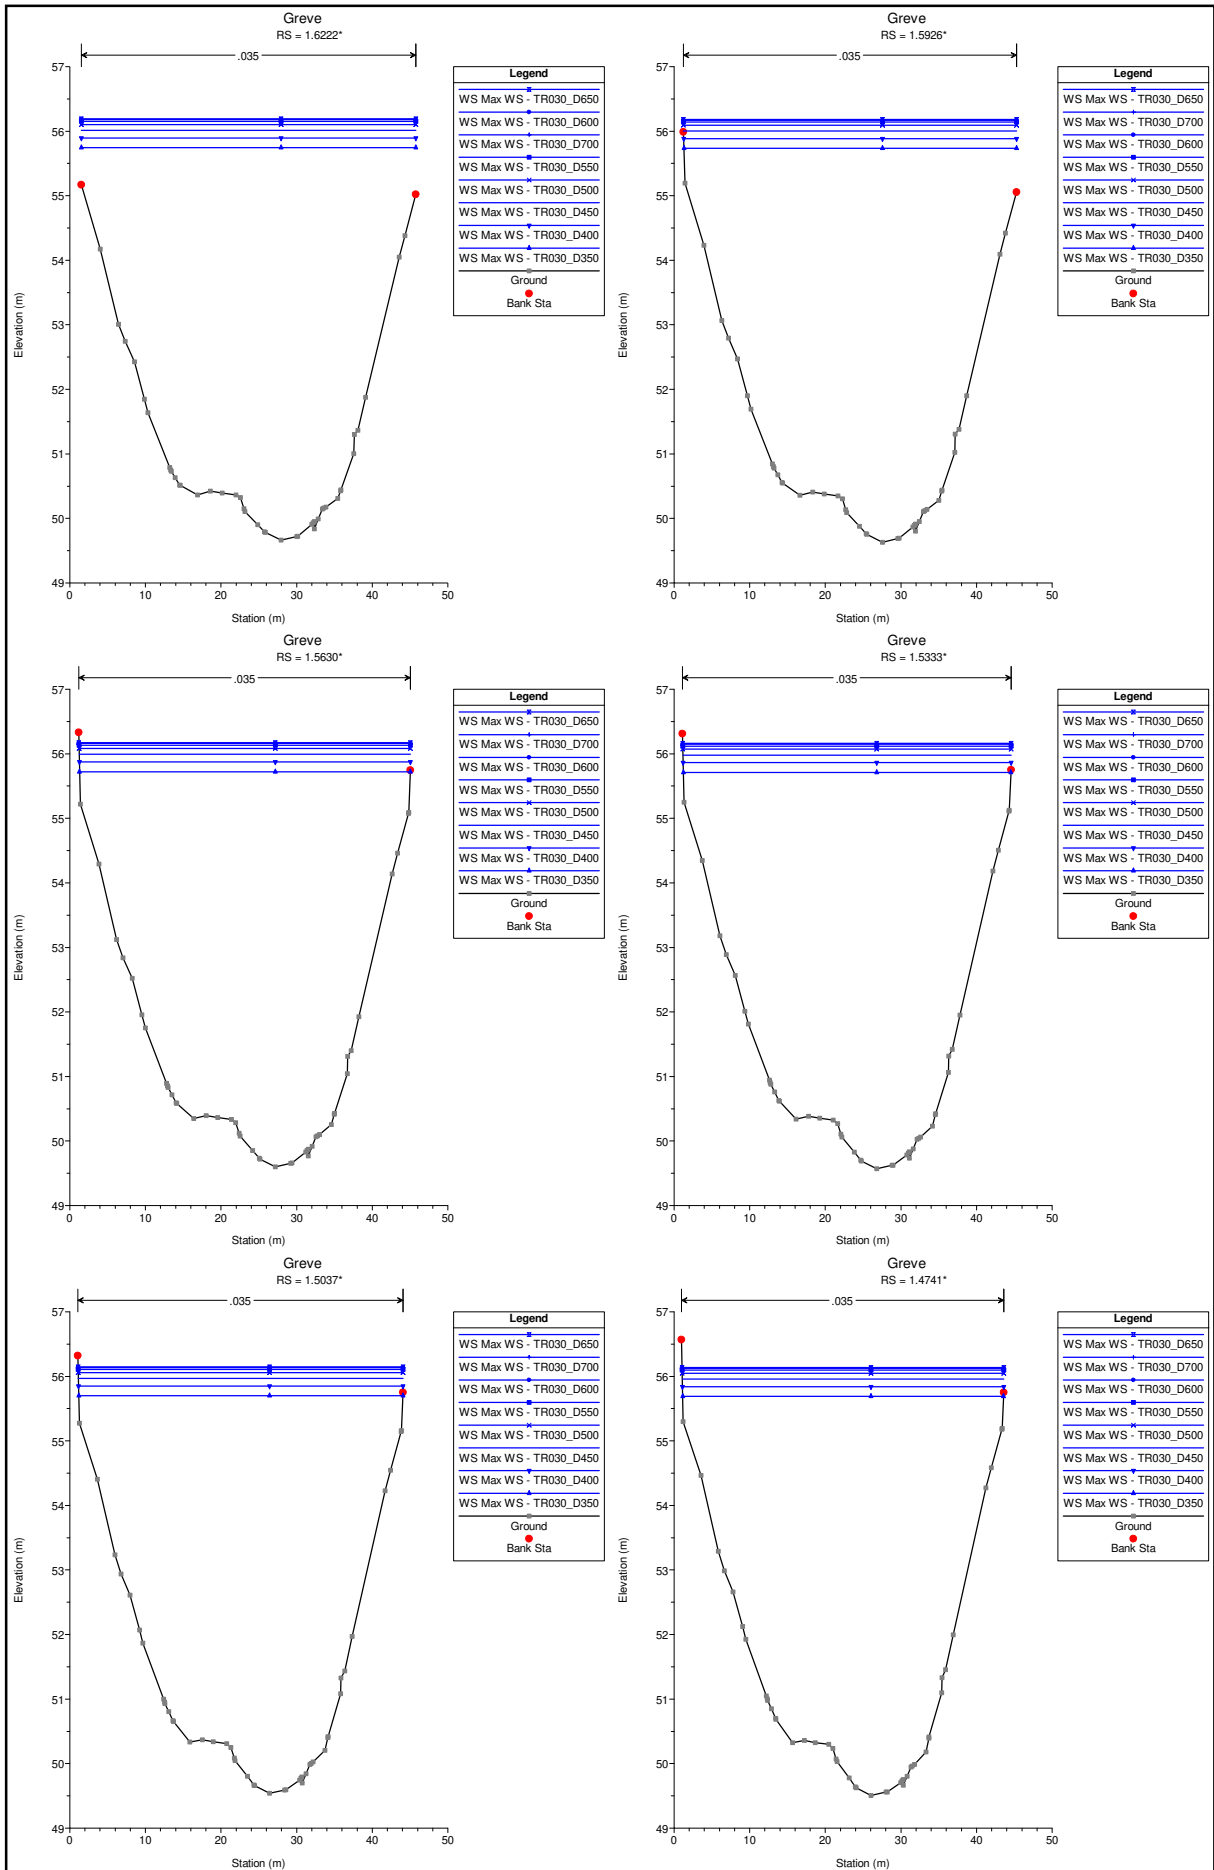 Greve
RS = 1.6222*
.035
Elevation (m)
57
56
55
54
53
52
51
50
49
0 10 20 30 40 50
Station (m)
Legend
WS Max WS - TR030_D650
WS Max WS - TR030_D600
WS Max WS - TR030_D700
WS Max WS - TR030_D550
WS Max WS - TR030_D500
WS Max WS - TR030_D450
WS Max WS - TR030_D400
WS Max WS - TR030_D350
Ground
Bank Sta
Greve
RS = 1.5926*
.035
Elevation (m)
57
56
55
54
53
52
51
50
49
0 10 20 30 40 50
Station (m)
Legend
WS Max WS - TR030_D650
WS Max WS - TR030_D700
WS Max WS - TR030_D600
WS Max WS - TR030_D550
WS Max WS - TR030_D500
WS Max WS - TR030_D450
WS Max WS - TR030_D400
WS Max WS - TR030_D350
Ground
Bank Sta
Greve
RS = 1.5630*
.035
Elevation (m)
57
56
55
54
53
52
51
50
49
0 10 20 30 40 50
Station (m)
Legend
WS Max WS - TR030_D650
WS Max WS - TR030_D700
WS Max WS - TR030_D600
WS Max WS - TR030_D550
WS Max WS - TR030_D500
WS Max WS - TR030_D450
WS Max WS - TR030_D400
WS Max WS - TR030_D350
Ground
Bank Sta
Greve
RS = 1.5333*
.035
Elevation (m)
57
56
55
54
53
52
51
50
49
0 10 20 30 40 50
Station (m)
Legend
WS Max WS - TR030_D650
WS Max WS - TR030_D700
WS Max WS - TR030_D600
WS Max WS - TR030_D550
WS Max WS - TR030_D500
WS Max WS - TR030_D450
WS Max WS - TR030_D400
WS Max WS - TR030_D350
Ground
Bank Sta
Greve
RS = 1.5037*
.035
Elevation (m)
57
56
55
54
53
52
51
50
49
0 10 20 30 40 50
Station (m)
Legend
WS Max WS - TR030_D650
WS Max WS - TR030_D700
WS Max WS - TR030_D600
WS Max WS - TR030_D550
WS Max WS - TR030_D500
WS Max WS - TR030_D450
WS Max WS - TR030_D400
WS Max WS - TR030_D350
Ground
Bank Sta
Greve
RS = 1.4741*
.035
Elevation (m)
57
56
55
54
53
52
51
50
49
0 10 20 30 40 50
Station (m)
Legend
WS Max WS - TR030_D650
WS Max WS - TR030_D700
WS Max WS - TR030_D600
WS Max WS - TR030_D550
WS Max WS - TR030_D500
WS Max WS - TR030_D450
WS Max WS - TR030_D400
WS Max WS - TR030_D350
Ground
Bank Sta